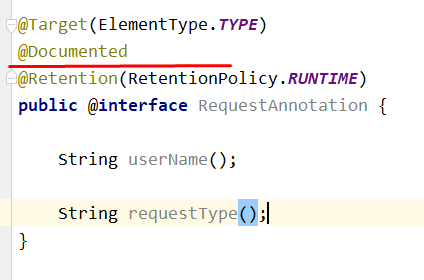 @Target(ElementType.TYPE)
@Documented
@Retention(RetentionPolicy.RUNTIME)
public @interface RequestAnnotation {
String userName();
String requestType();
}